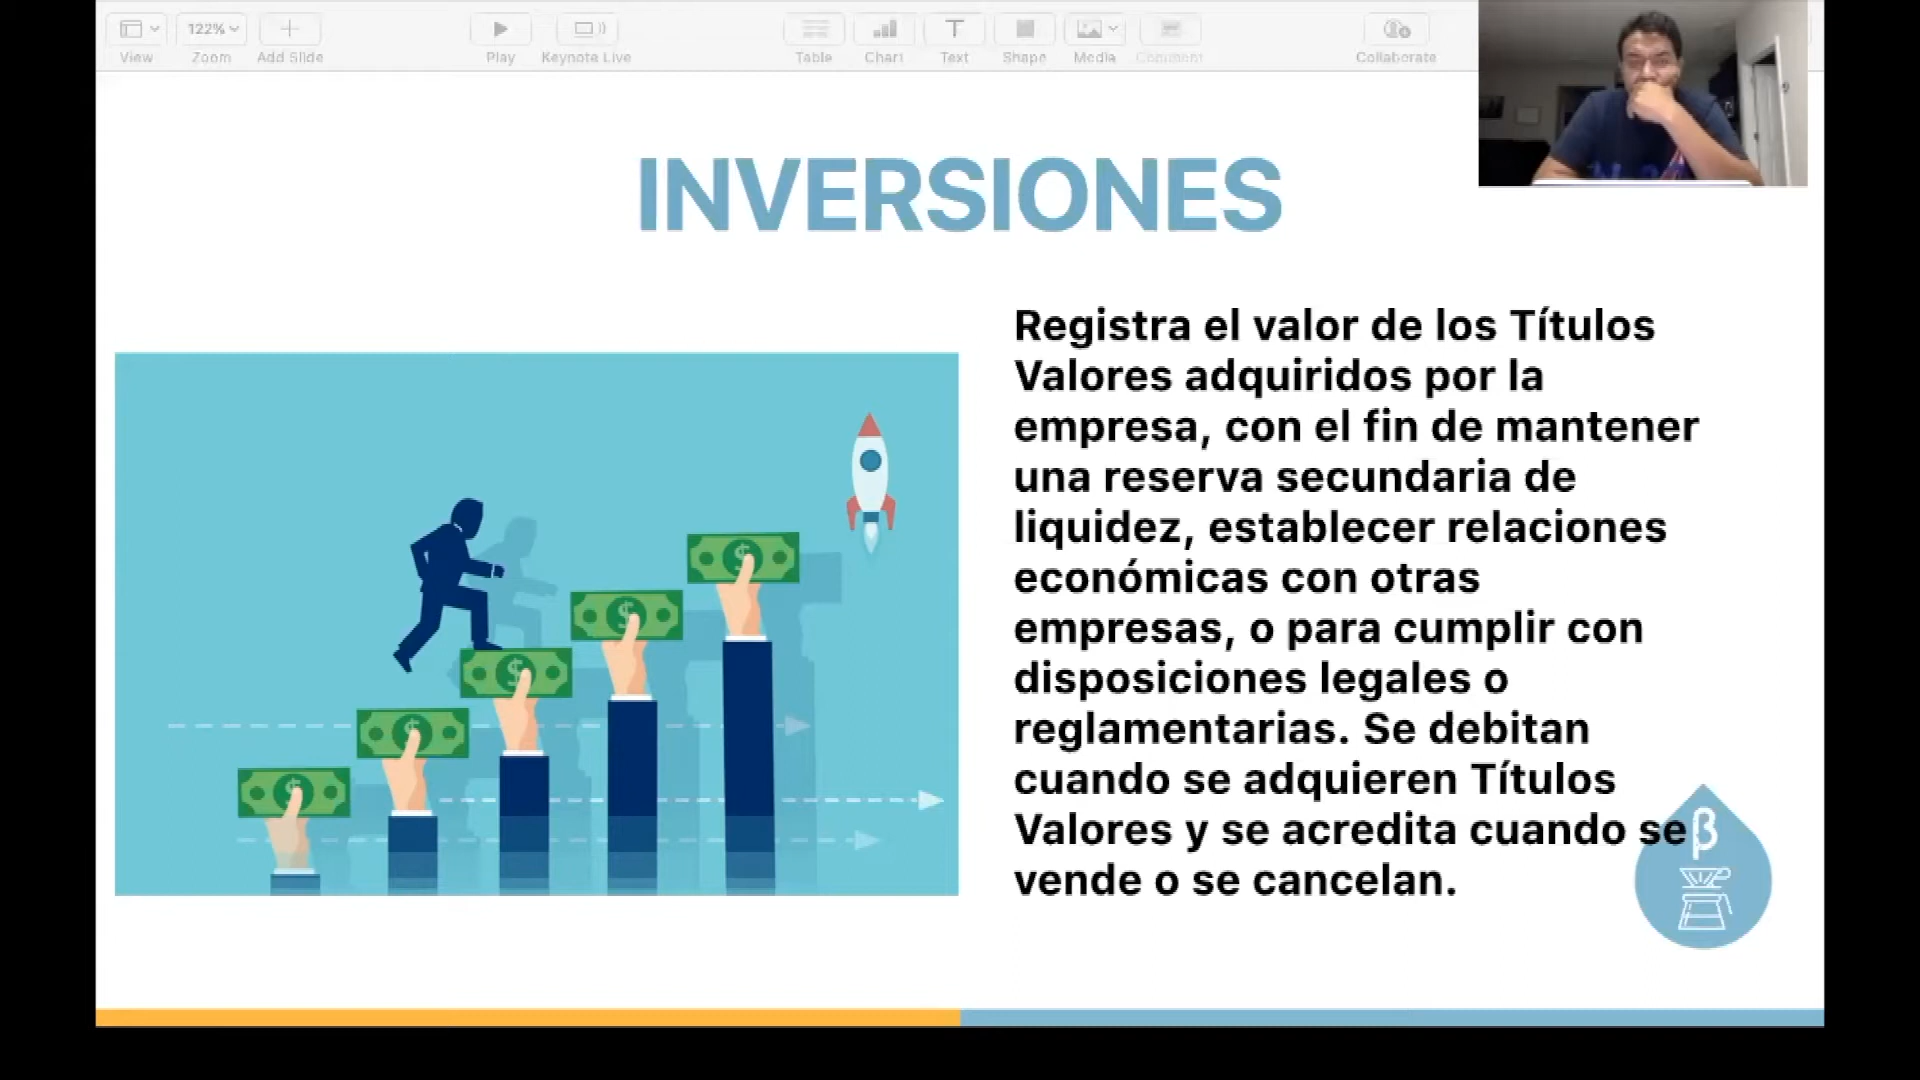 122%
View
Zoom
Add Slide
Play
Keynote Live
Table
Chart
Text
Shape
Media
Comment
Collaborate
INVERSIONES
Registra el valor de los Títulos
Valores adquiridos por la
empresa, con el fin de mantener
una reserva secundaria de
liquidez, establecer relaciones
económicas con otras
empresas, o para cumplir con
disposiciones legales o
reglamentarias. Se debitan
cuando se adquieren Títulos
Valores y se acredita cuando se
vende o se cancelan.
$
$
$
$
$
β